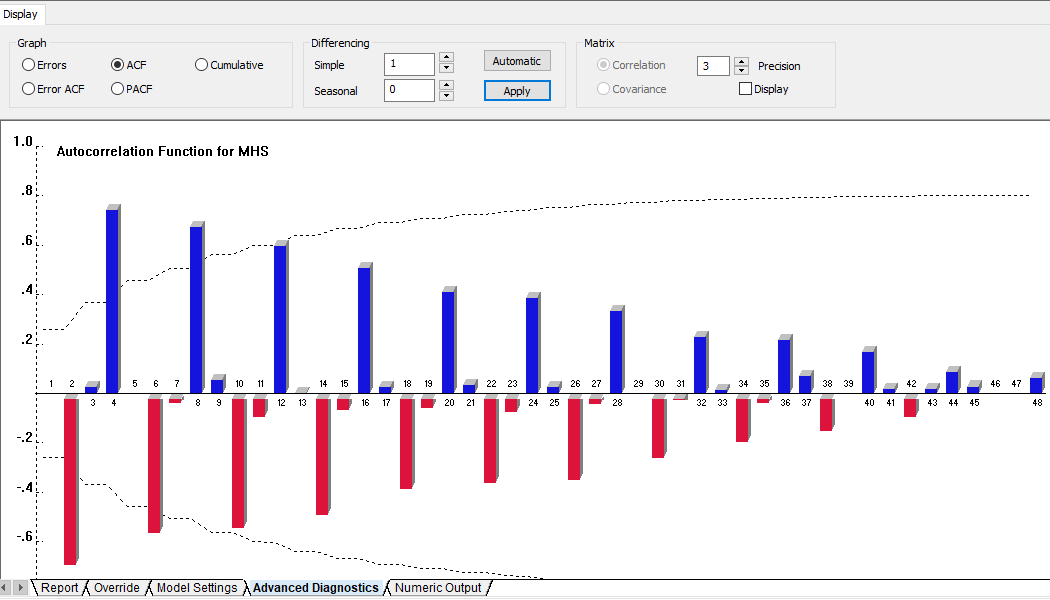 Display
Graph
Errors ACF Cumulative
Error ACF PACF
Differencing
Simple 1 Automatic
Seasonal 0 Apply
Matrix
Correlation 3 Precision
Covariance Display
Autocorrelation Function for MHS
1.0
.8
.6
.4
.2
-.2
-.4
-.6
1 2 5 6 7 10 11 14 15 18 19 22 23 26 27 29 30 31 34 35 38 39 42 46 47
3 4 8 9 12 13 16 17 20 21 24 25 28 32 33 36 37 40 41 43 44 45 48
Report Override Model Settings Advanced Diagnostics Numeric Output